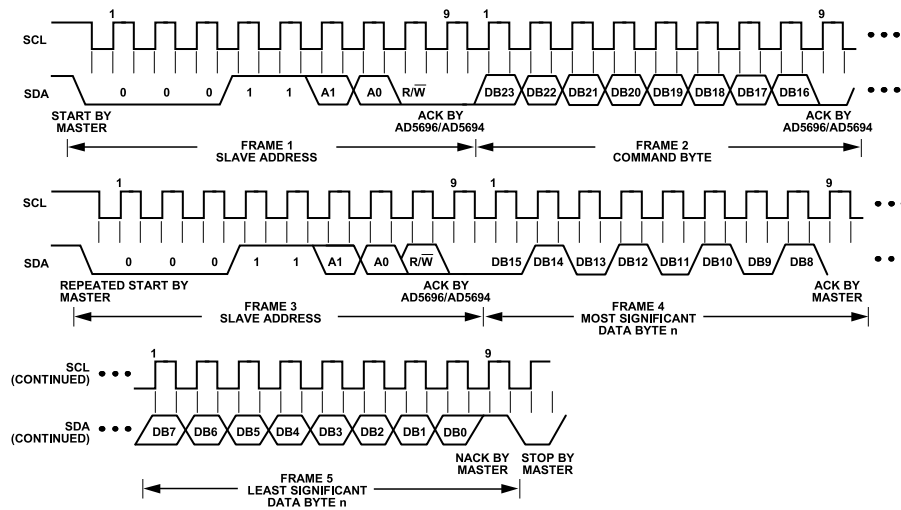 1 9 1 9
SCL
SDA 0 0 0 1 1 A1 A0 R/W̅ DB23 DB22 DB21 DB20 DB19 DB18 DB17 DB16
START BY
MASTER
ACK BY
AD5696/AD5694
ACK BY
AD5696/AD5694
FRAME 1
SLAVE ADDRESS
FRAME 2
COMMAND BYTE
1 9 1 9
SCL
SDA 0 0 0 1 1 A1 A0 R/W̅ DB15 DB14 DB13 DB12 DB11 DB10 DB9 DB8
REPEATED START BY
MASTER
ACK BY
AD5696/AD5694
ACK BY
MASTER
FRAME 3
SLAVE ADDRESS
FRAME 4
MOST SIGNIFICANT
DATA BYTE n
1 9
SCL
(CONTINUED)
SDA
(CONTINUED)
DB7 DB6 DB5 DB4 DB3 DB2 DB1 DB0
NACK BY
MASTER
STOP BY
MASTER
FRAME 5
LEAST SIGNIFICANT
DATA BYTE n